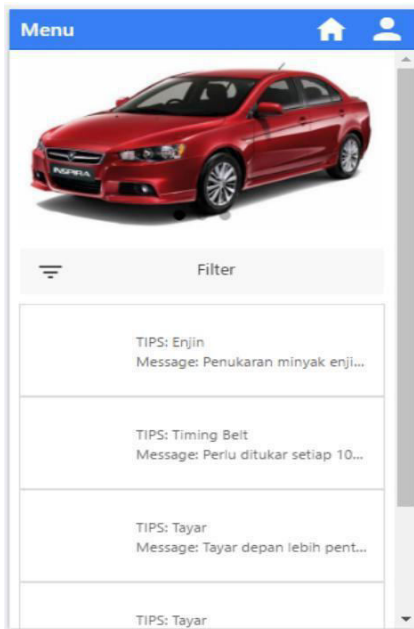 Menu
INSPIRA
Filter
TIPS: Enjin
Message: Penukaran minyak enji...
TIPS: Timing Belt
Message: Perlu ditukar setiap 10...
TIPS: Tayar
Message: Tayar depan lebih pent...
TIPS: Tayar